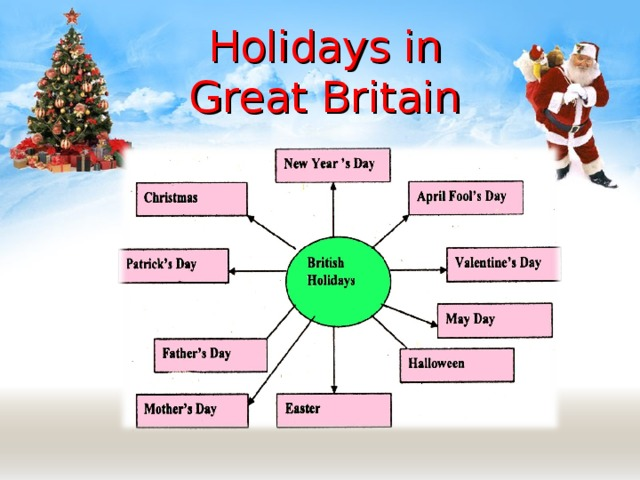 Holidays in
Great Britain
New Year 's Day
Christmas
April Fool's Day
Patrick's Day
British
Holidays
Valentine's Day
May Day
Father's Day
Halloween
Mother's Day
Easter